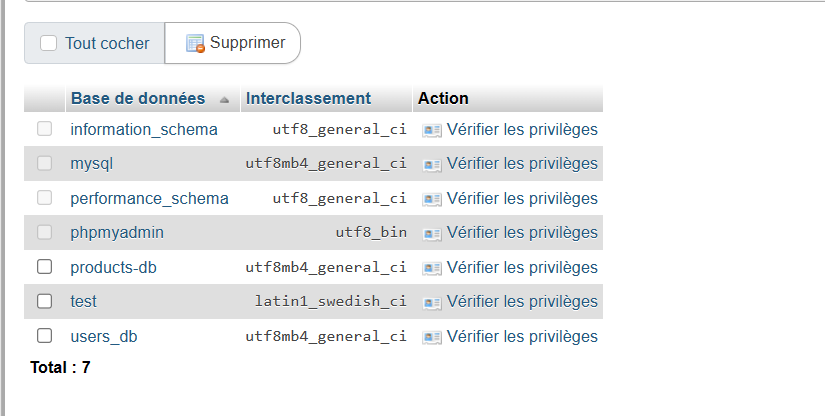 Tout cocher Supprimer
Base de données Interclassement Action
information_schema utf8_general_ci Vérifier les privilèges
mysql utf8mb4_general_ci Vérifier les privilèges
performance_schema utf8_general_ci Vérifier les privilèges
phpmyadmin utf8_bin Vérifier les privilèges
products-db utf8mb4_general_ci Vérifier les privilèges
test latin1_swedish_ci Vérifier les privilèges
users_db utf8mb4_general_ci Vérifier les privilèges
Total : 7